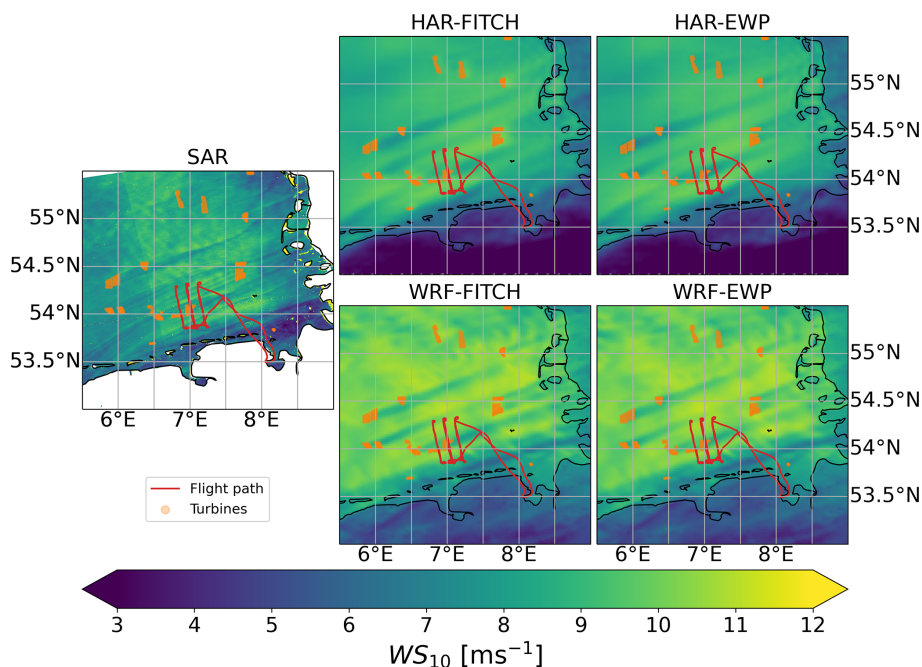 HAR-FITCH
HAR-EWP
55°N
54.5°N
54°N
53.5°N
SAR
55°N
54.5°N
54°N
53.5°N
6°E
7°E
8°E
WRF-FITCH
WRF-EWP
55°N
54.5°N
54°N
53.5°N
6°E
7°E
8°E
6°E
7°E
8°E
Flight path
Turbines
3 4 5 6 7 8 9 10 11 12
WS₁₀ [ms⁻¹]